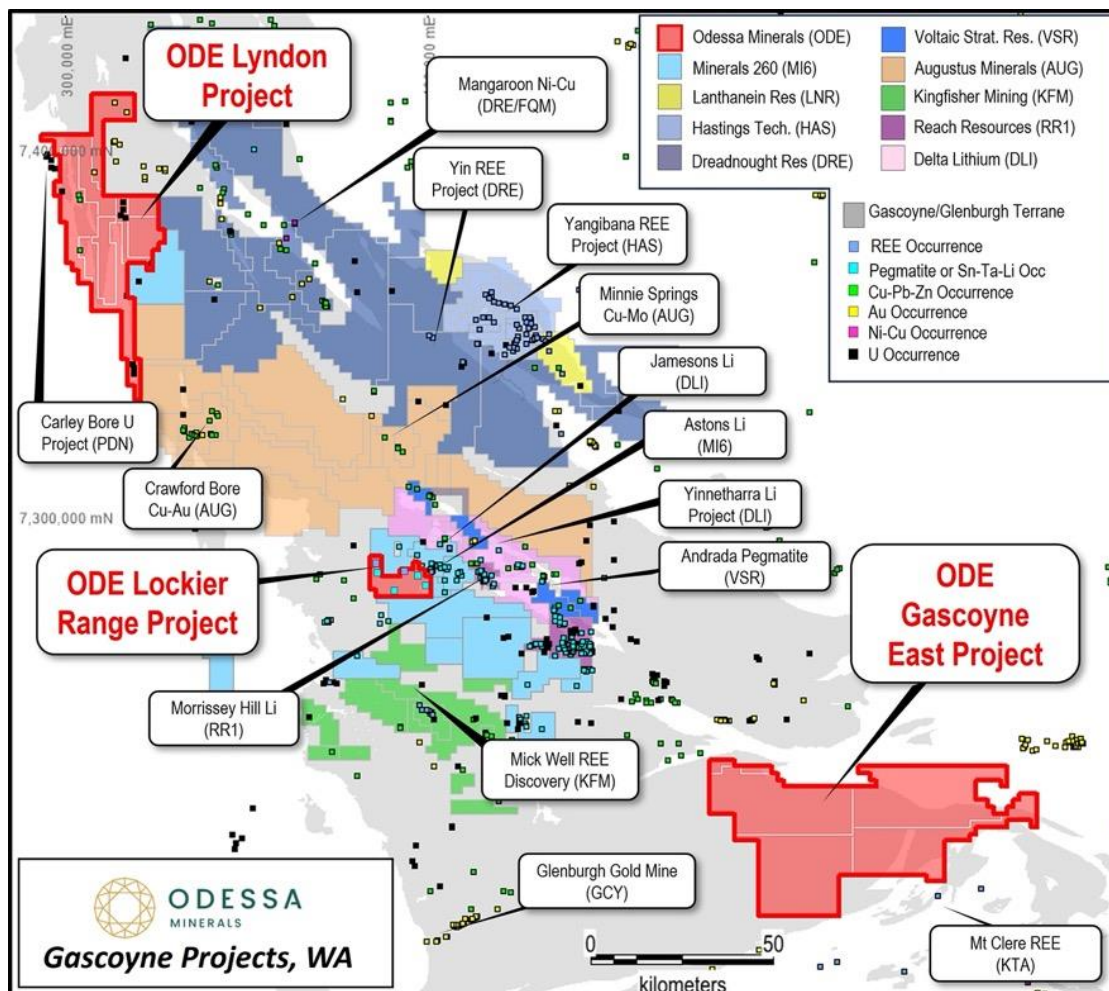 300,000 mE
ODE Lyndon
Project
Mangaroon Ni-Cu
(DRE/FQM)
Odessa Minerals (ODE)
Minerals 260 (MI6)
Lanthanein Res (LNR)
Hastings Tech. (HAS)
Dreadnought Res (DRE)
Voltaic Strat. Res. (VSR)
Augustus Minerals (AUG)
Kingfisher Mining (KFM)
Reach Resources (RR1)
Delta Lithium (DLI)
Gascoyne/Glenburgh Terrane
REE Occurrence
Pegmatite or Sn-Ta-Li Occ
Cu-Pb-Zn Occurrence
Au Occurrence
Ni-Cu Occurrence
U Occurrence
7,400,000 mN
Yin REE
Project (DRE)
Yangibana REE
Project (HAS)
Minnie Springs
Cu-Mo (AUG)
Jamesons Li
(DLI)
Astons Li
(MI6)
Carley Bore U
Project (PDN)
Crawford Bore
Cu-Au (AUG)
7,300,000 mN
Yinnetharra Li
Project (DLI)
Andrada Pegmatite
(VSR)
ODE Lockier
Range Project
ODE
Gascoyne
East Project
Morrissey Hill Li
(RR1)
Mick Well REE
Discovery (KFM)
Glenburgh Gold Mine
(GCY)
Mt Clere REE
(KTA)
ODESSA
MINERALS
Gascoyne Projects, WA
0 50
kilometers